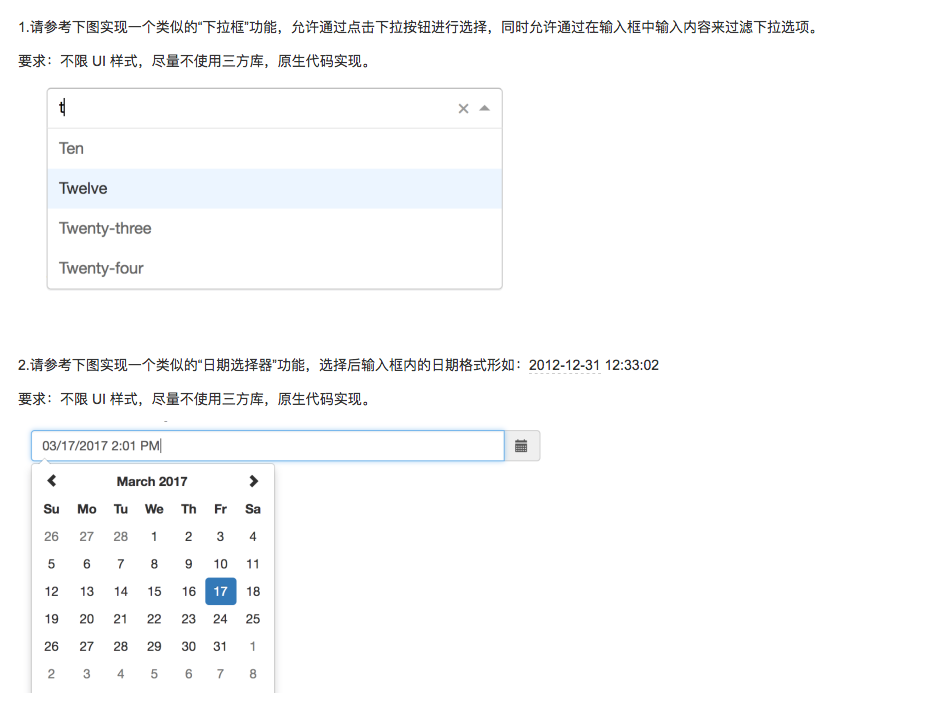 1.请参考下图实现一个类似的“下拉框”功能，允许通过点击下拉按钮进行选择，同时允许通过在输入框中输入内容来过滤下拉选项。
要求：不限 UI 样式，尽量不使用三方库，原生代码实现。
t
Ten
Twelve
Twenty-three
Twenty-four
2.请参考下图实现一个类似的“日期选择器”功能，选择后输入框内的日期格式形如：2012-12-31 12:33:02
要求：不限 UI 样式，尽量不使用三方库，原生代码实现。
03/17/2017 2:01 PM
March 2017
Su Mo Tu We Th Fr Sa
26 27 28 1 2 3 4
5 6 7 8 9 10 11
12 13 14 15 16 17 18
19 20 21 22 23 24 25
26 27 28 29 30 31 1
2 3 4 5 6 7 8